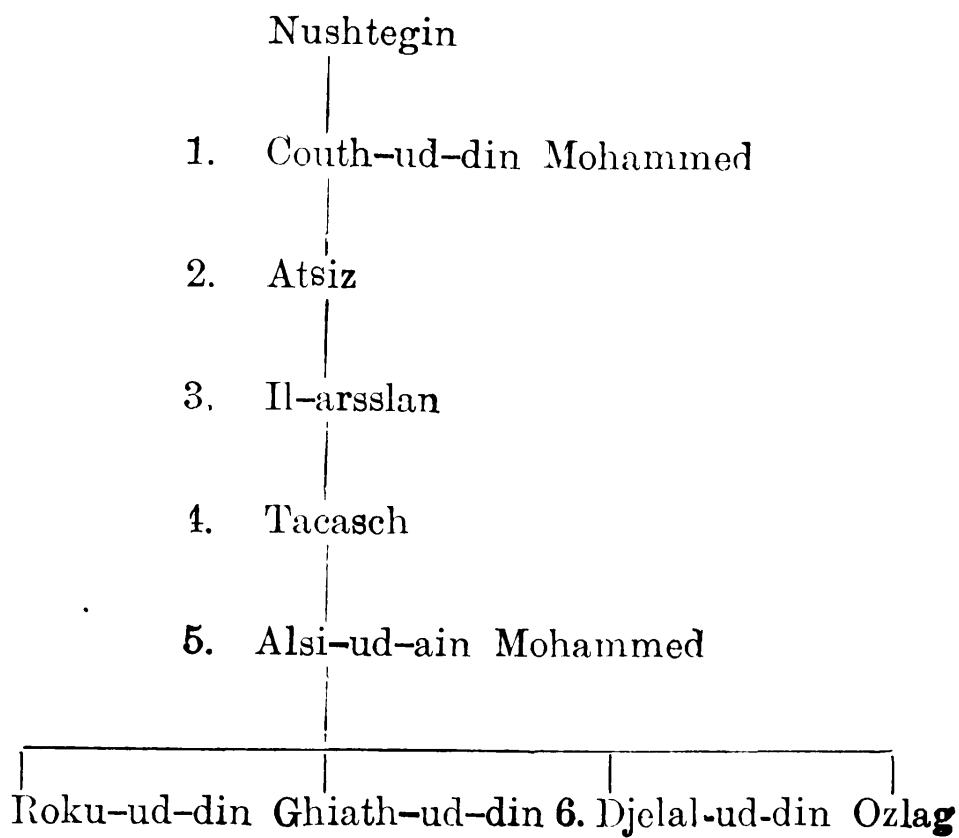 Nushtegin
1. Couth-ud-din Mohammed
2. Atsiz
3. Il-arsslan
4. Tacasch
5. Alsi-ud-ain Mohammed
Roku-ud-din Ghiath-ud-din 6. Djelal-ud-din Ozlag